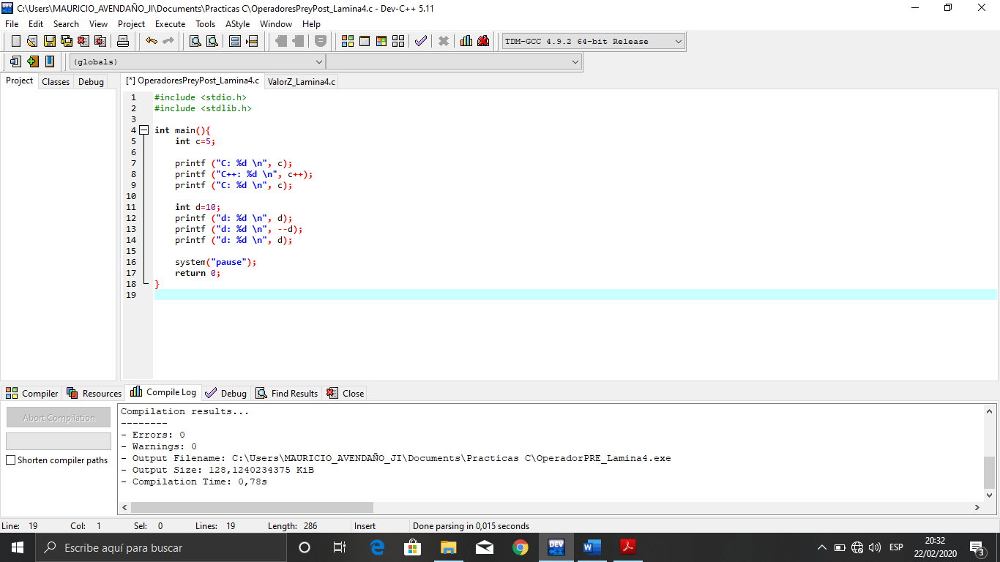 C:\Users\MAURICIO_AVENDAÑO_JI\Documents\Practicas C\OperadoresPreyPost_Lamina4.c - Dev-C++ 5.11
File Edit Search View Project Execute Tools AStyle Window Help
TDM-GCC 4.9.2 64-bit Release
(globals)
Project Classes Debug [*] OperadoresPreyPost_Lamina4.c ValorZ_Lamina4.c
1 #include <stdio.h>
2 #include <stdlib.h>
3
4 int main(){
5 int c=5;
6
7 printf ("C: %d \n", c);
8 printf ("C++: %d \n", c++);
9 printf ("C: %d \n", c);
10
11 int d=10;
12 printf ("d: %d \n", d);
13 printf ("d: %d \n", --d);
14 printf ("d: %d \n", d);
15
16 system("pause");
17 return 0;
18 }
19
Compiler Resources Compile Log Debug Find Results Close
Abort Compilation
Shorten compiler paths
Compilation results...
--------
- Errors: 0
- Warnings: 0
- Output Filename: C:\Users\MAURICIO_AVENDAÑO_JI\Documents\Practicas C\OperadorPRE_Lamina4.exe
- Output Size: 128,1240234375 KiB
- Compilation Time: 0,78s
Line: 19 Col: 1 Sel: 0 Lines: 19 Length: 286 Insert Done parsing in 0,015 seconds
Escribe aquí para buscar
DEV
ESP
20:32
22/02/2020
3